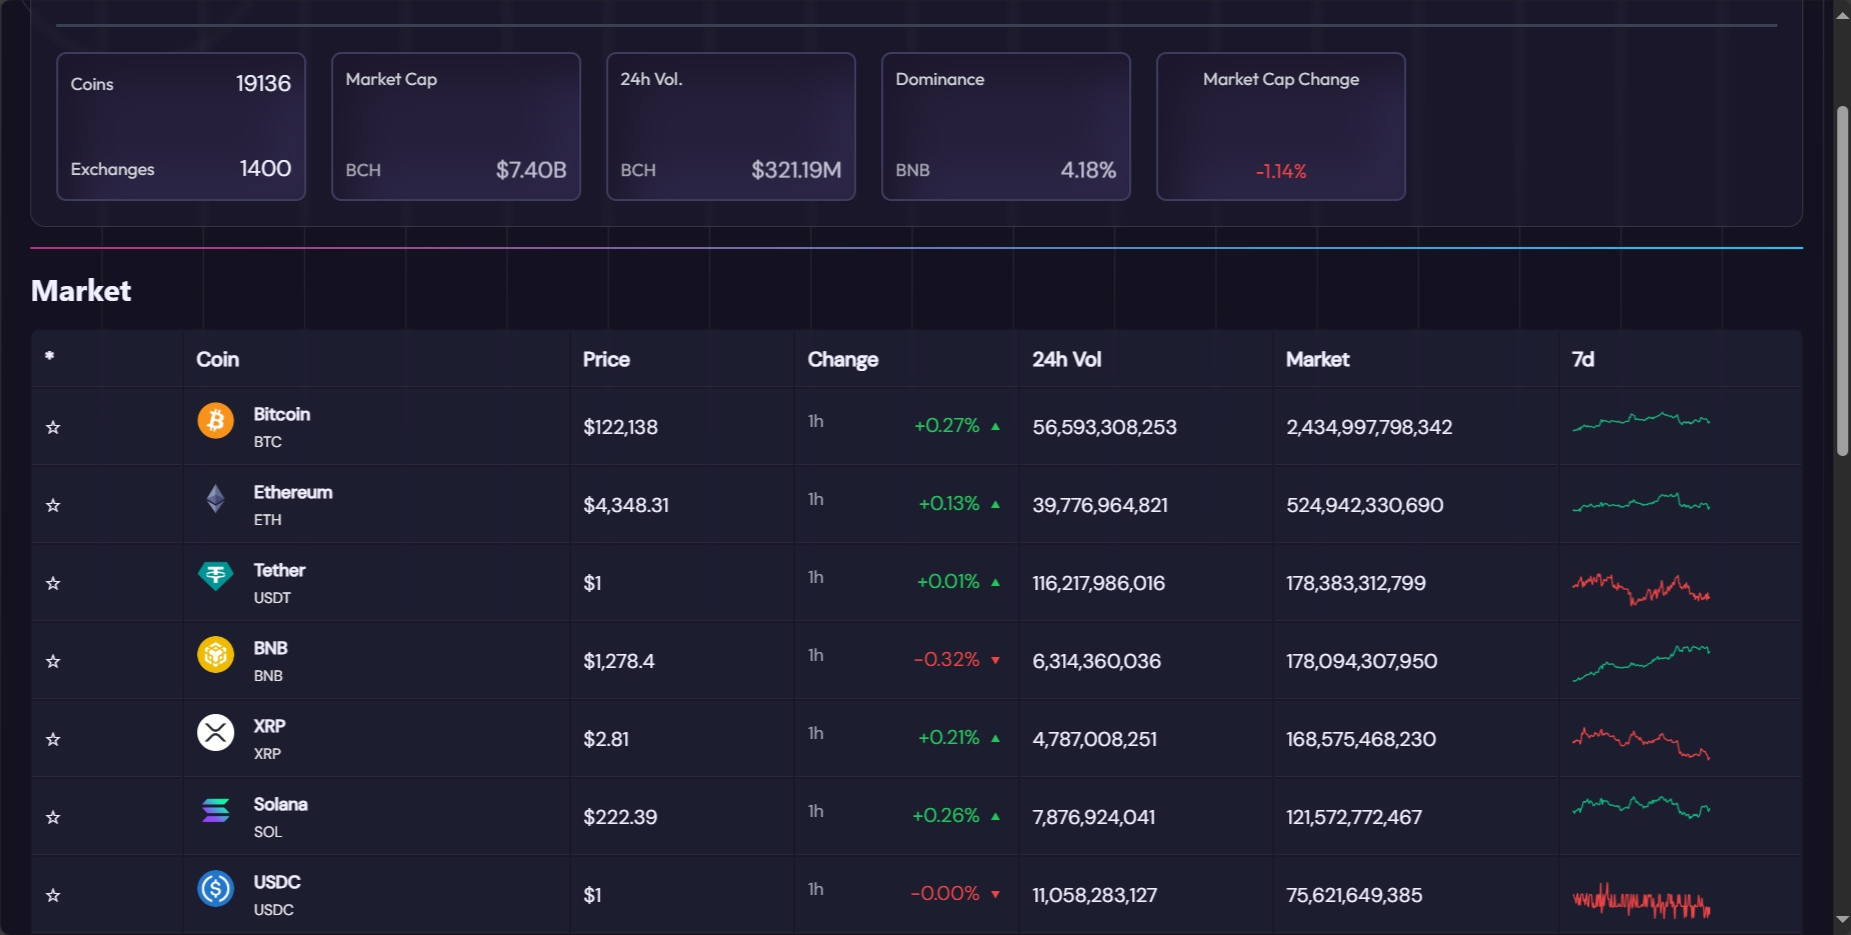 Coins 19136
Exchanges 1400
Market Cap
BCH $7.40B
24h Vol.
BCH $321.19M
Dominance
BNB 4.18%
Market Cap Change
-1.14%
Market
* Coin Price Change 24h Vol Market 7d
Bitcoin
BTC
$122,138 1h +0.27% ▲ 56,593,308,253 2,434,997,798,342
Ethereum
ETH
$4,348.31 1h +0.13% ▲ 39,776,964,821 524,942,330,690
Tether
USDT
$1 1h +0.01% ▲ 116,217,986,016 178,383,312,799
BNB
BNB
$1,278.4 1h -0.32% ▼ 6,314,360,036 178,094,307,950
XRP
XRP
$2.81 1h +0.21% ▲ 4,787,008,251 168,575,468,230
Solana
SOL
$222.39 1h +0.26% ▲ 7,876,924,041 121,572,772,467
USDC
USDC
$1 1h -0.00% ▼ 11,058,283,127 75,621,649,385